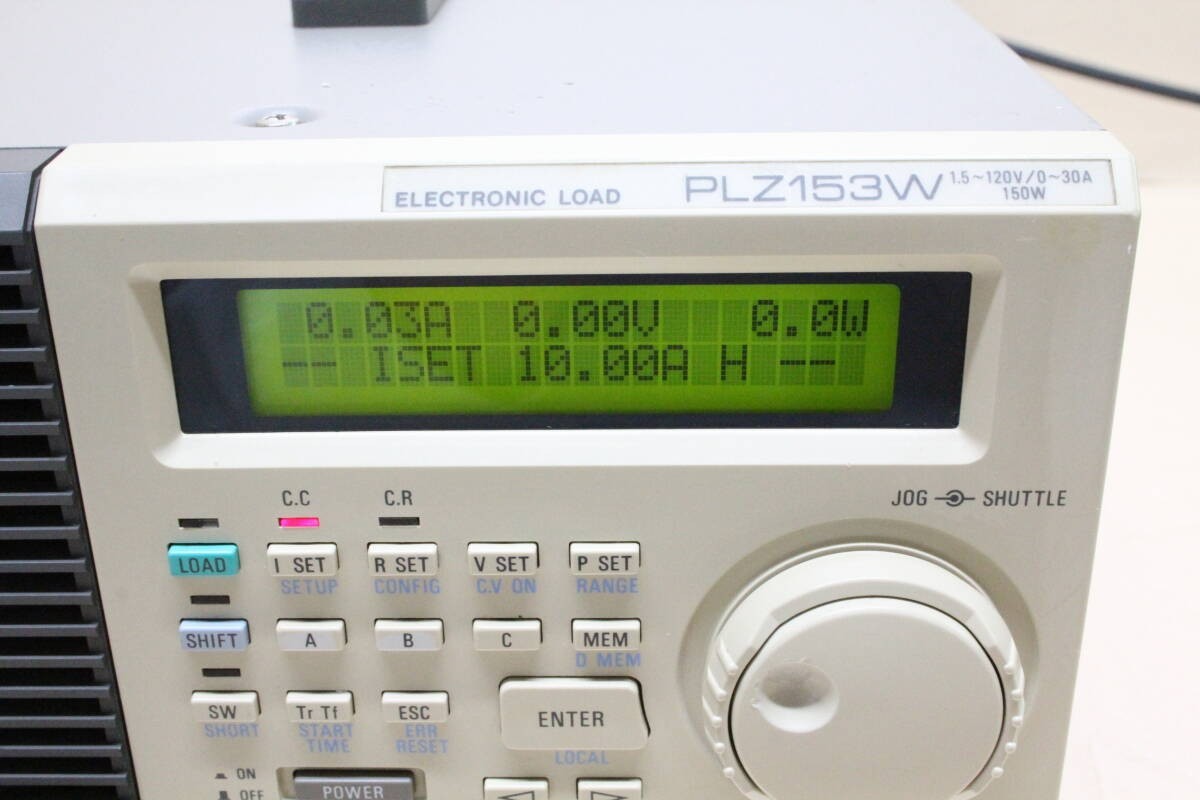 ELECTRONIC LOAD PLZ153W 1.5~120V/0~30A
150W
0.03A 0.00V 0.0W
-- ISET 10.00A H --
C.C C.R
JOG SHUTTLE
LOAD I SET R SET V SET P SET
SETUP CONFIG C.V ON RANGE
SHIFT A B C MEM
D MEM
SW Tr Tf ESC ENTER
SHORT START TIME ERR RESET
LOCAL
ON
OFF
POWER